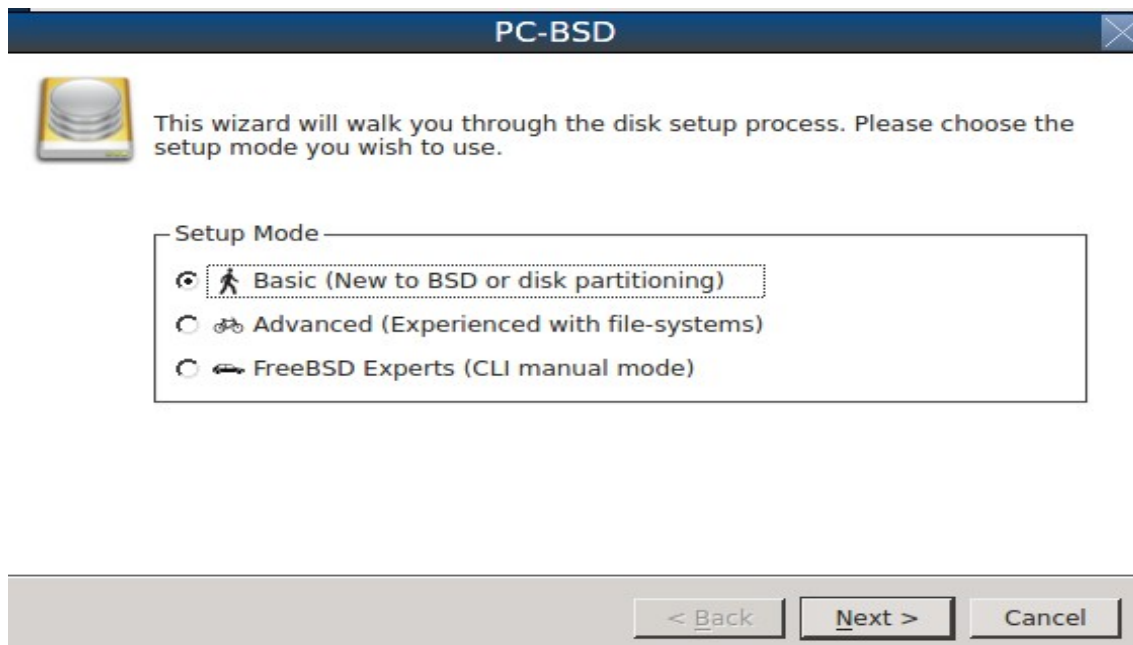 PC-BSD
This wizard will walk you through the disk setup process. Please choose the
setup mode you wish to use.
Setup Mode
Basic (New to BSD or disk partitioning)
Advanced (Experienced with file-systems)
FreeBSD Experts (CLI manual mode)
< Back Next > Cancel